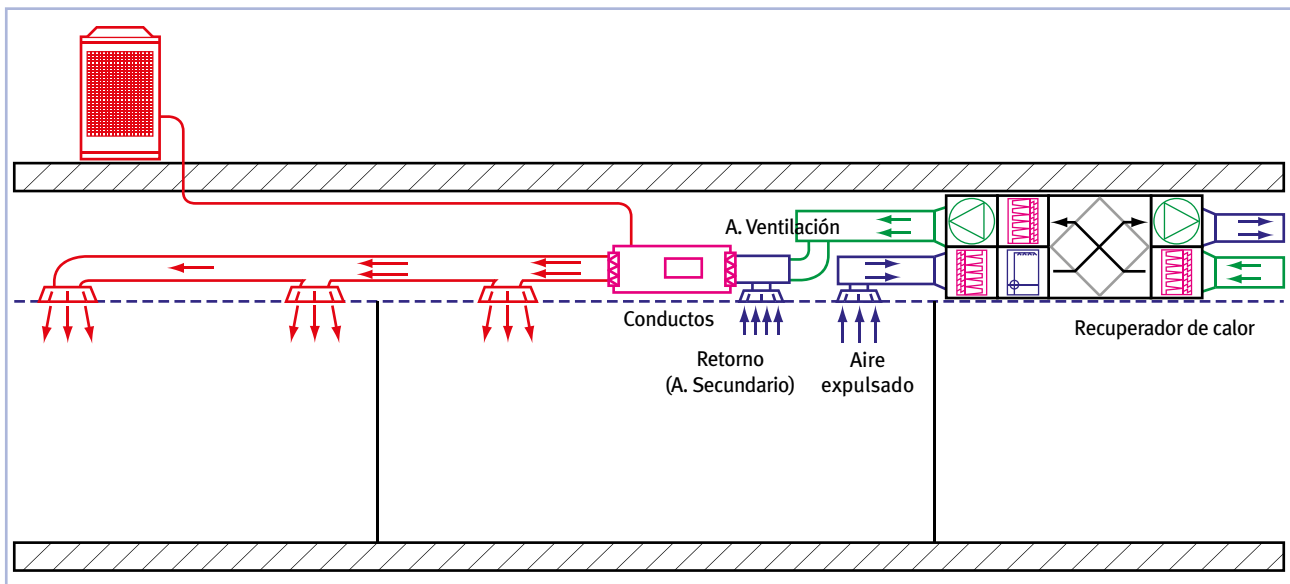 A. Ventilación
Conductos
Recuperador de calor
Retorno
(A. Secundario)
Aire
expulsado